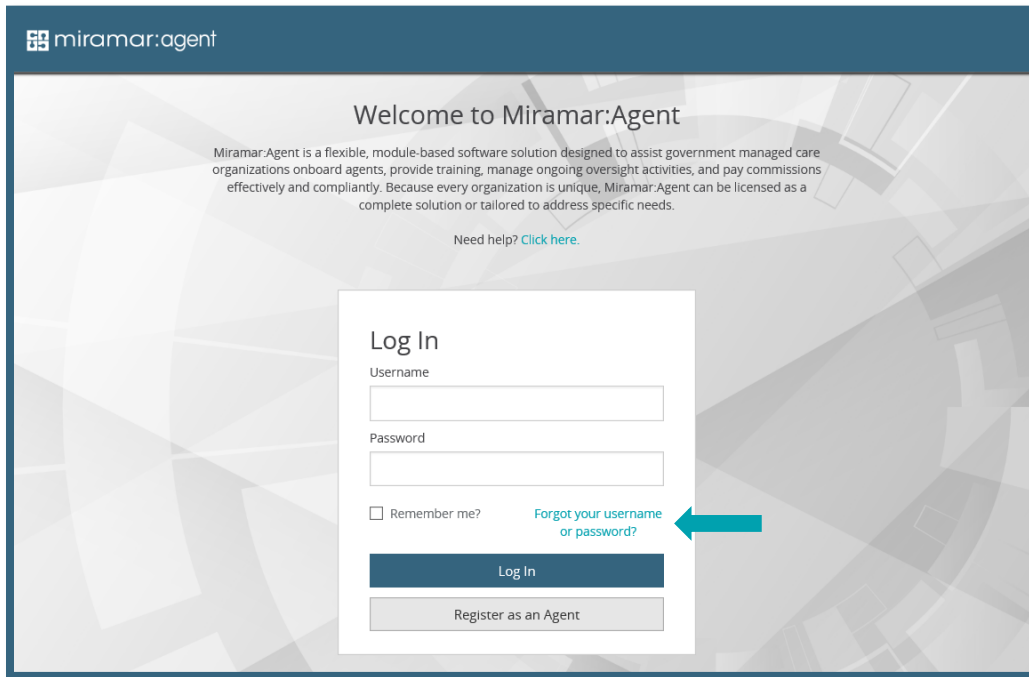 miramar:agent
Welcome to Miramar:Agent
Miramar:Agent is a flexible, module-based software solution designed to assist government managed care
organizations onboard agents, provide training, manage ongoing oversight activities, and pay commissions
effectively and compliantly. Because every organization is unique, Miramar:Agent can be licensed as a
complete solution or tailored to address specific needs.
Need help? Click here.
Log In
Username
Password
Remember me?
Forgot your username
or password?
Log In
Register as an Agent